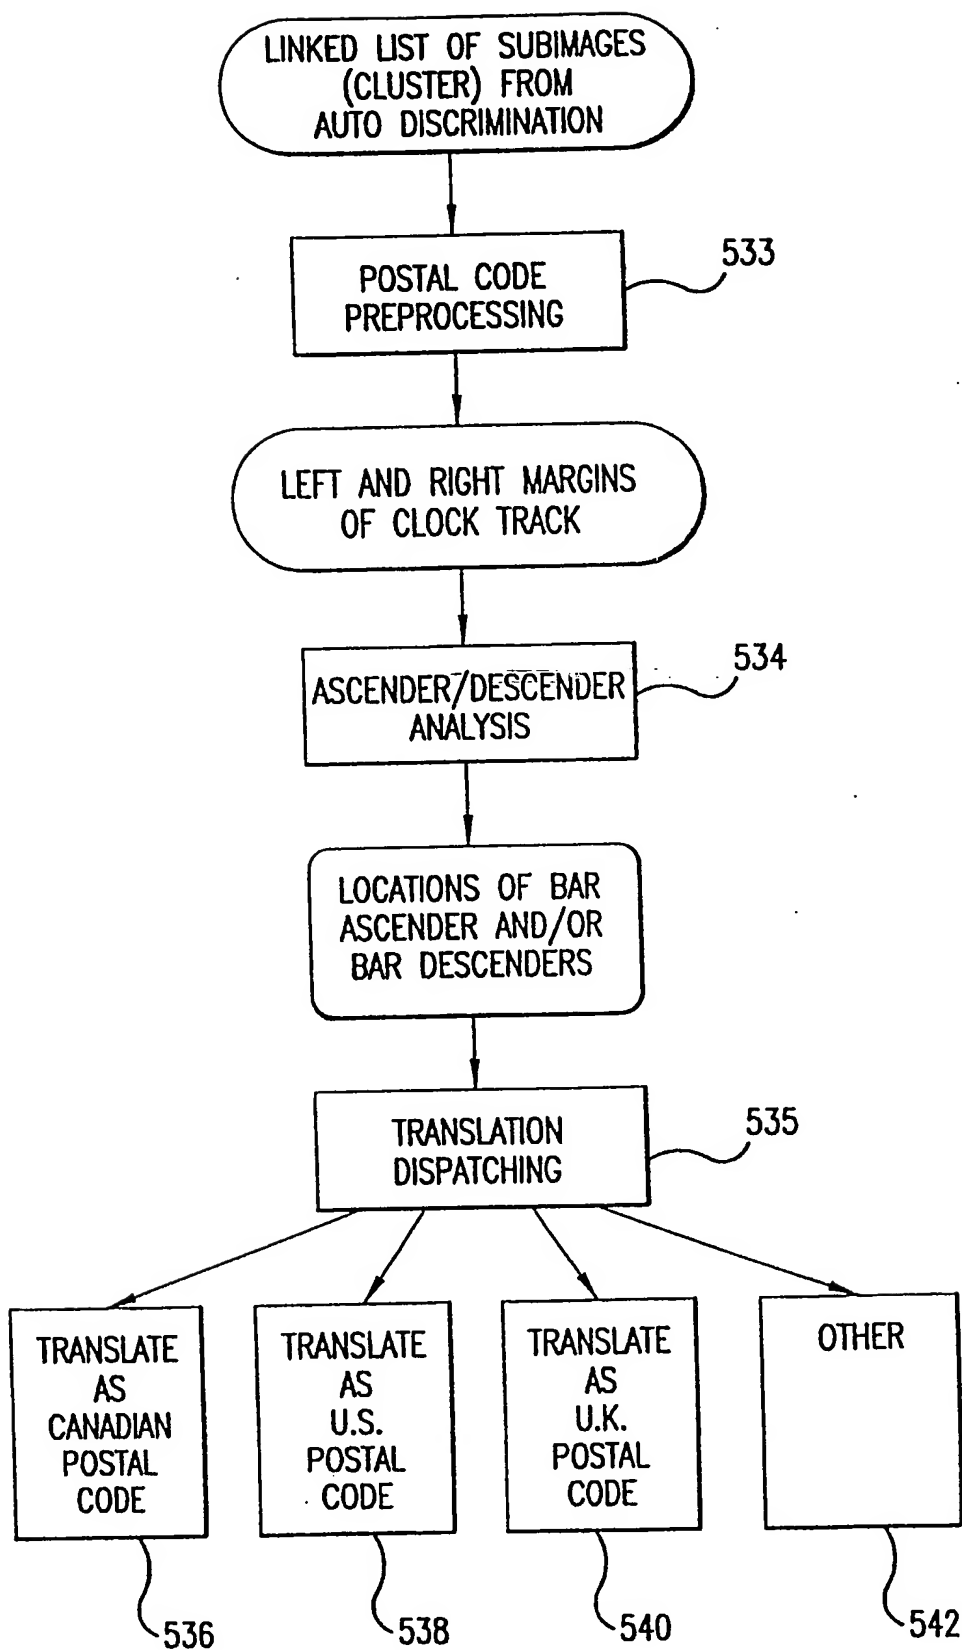 LINKED LIST OF SUBIMAGES
(CLUSTER) FROM
AUTO DISCRIMINATION
533
POSTAL CODE
PREPROCESSING
LEFT AND RIGHT MARGINS
OF CLOCK TRACK
534
ASCENDER/DESCENDER
ANALYSIS
LOCATIONS OF BAR
ASCENDER AND/OR
BAR DESCENDERS
535
TRANSLATION
DISPATCHING
TRANSLATE
AS
CANADIAN
POSTAL
CODE
536
TRANSLATE
AS
U.S.
POSTAL
CODE
538
TRANSLATE
AS
U.K.
POSTAL
CODE
540
OTHER
542